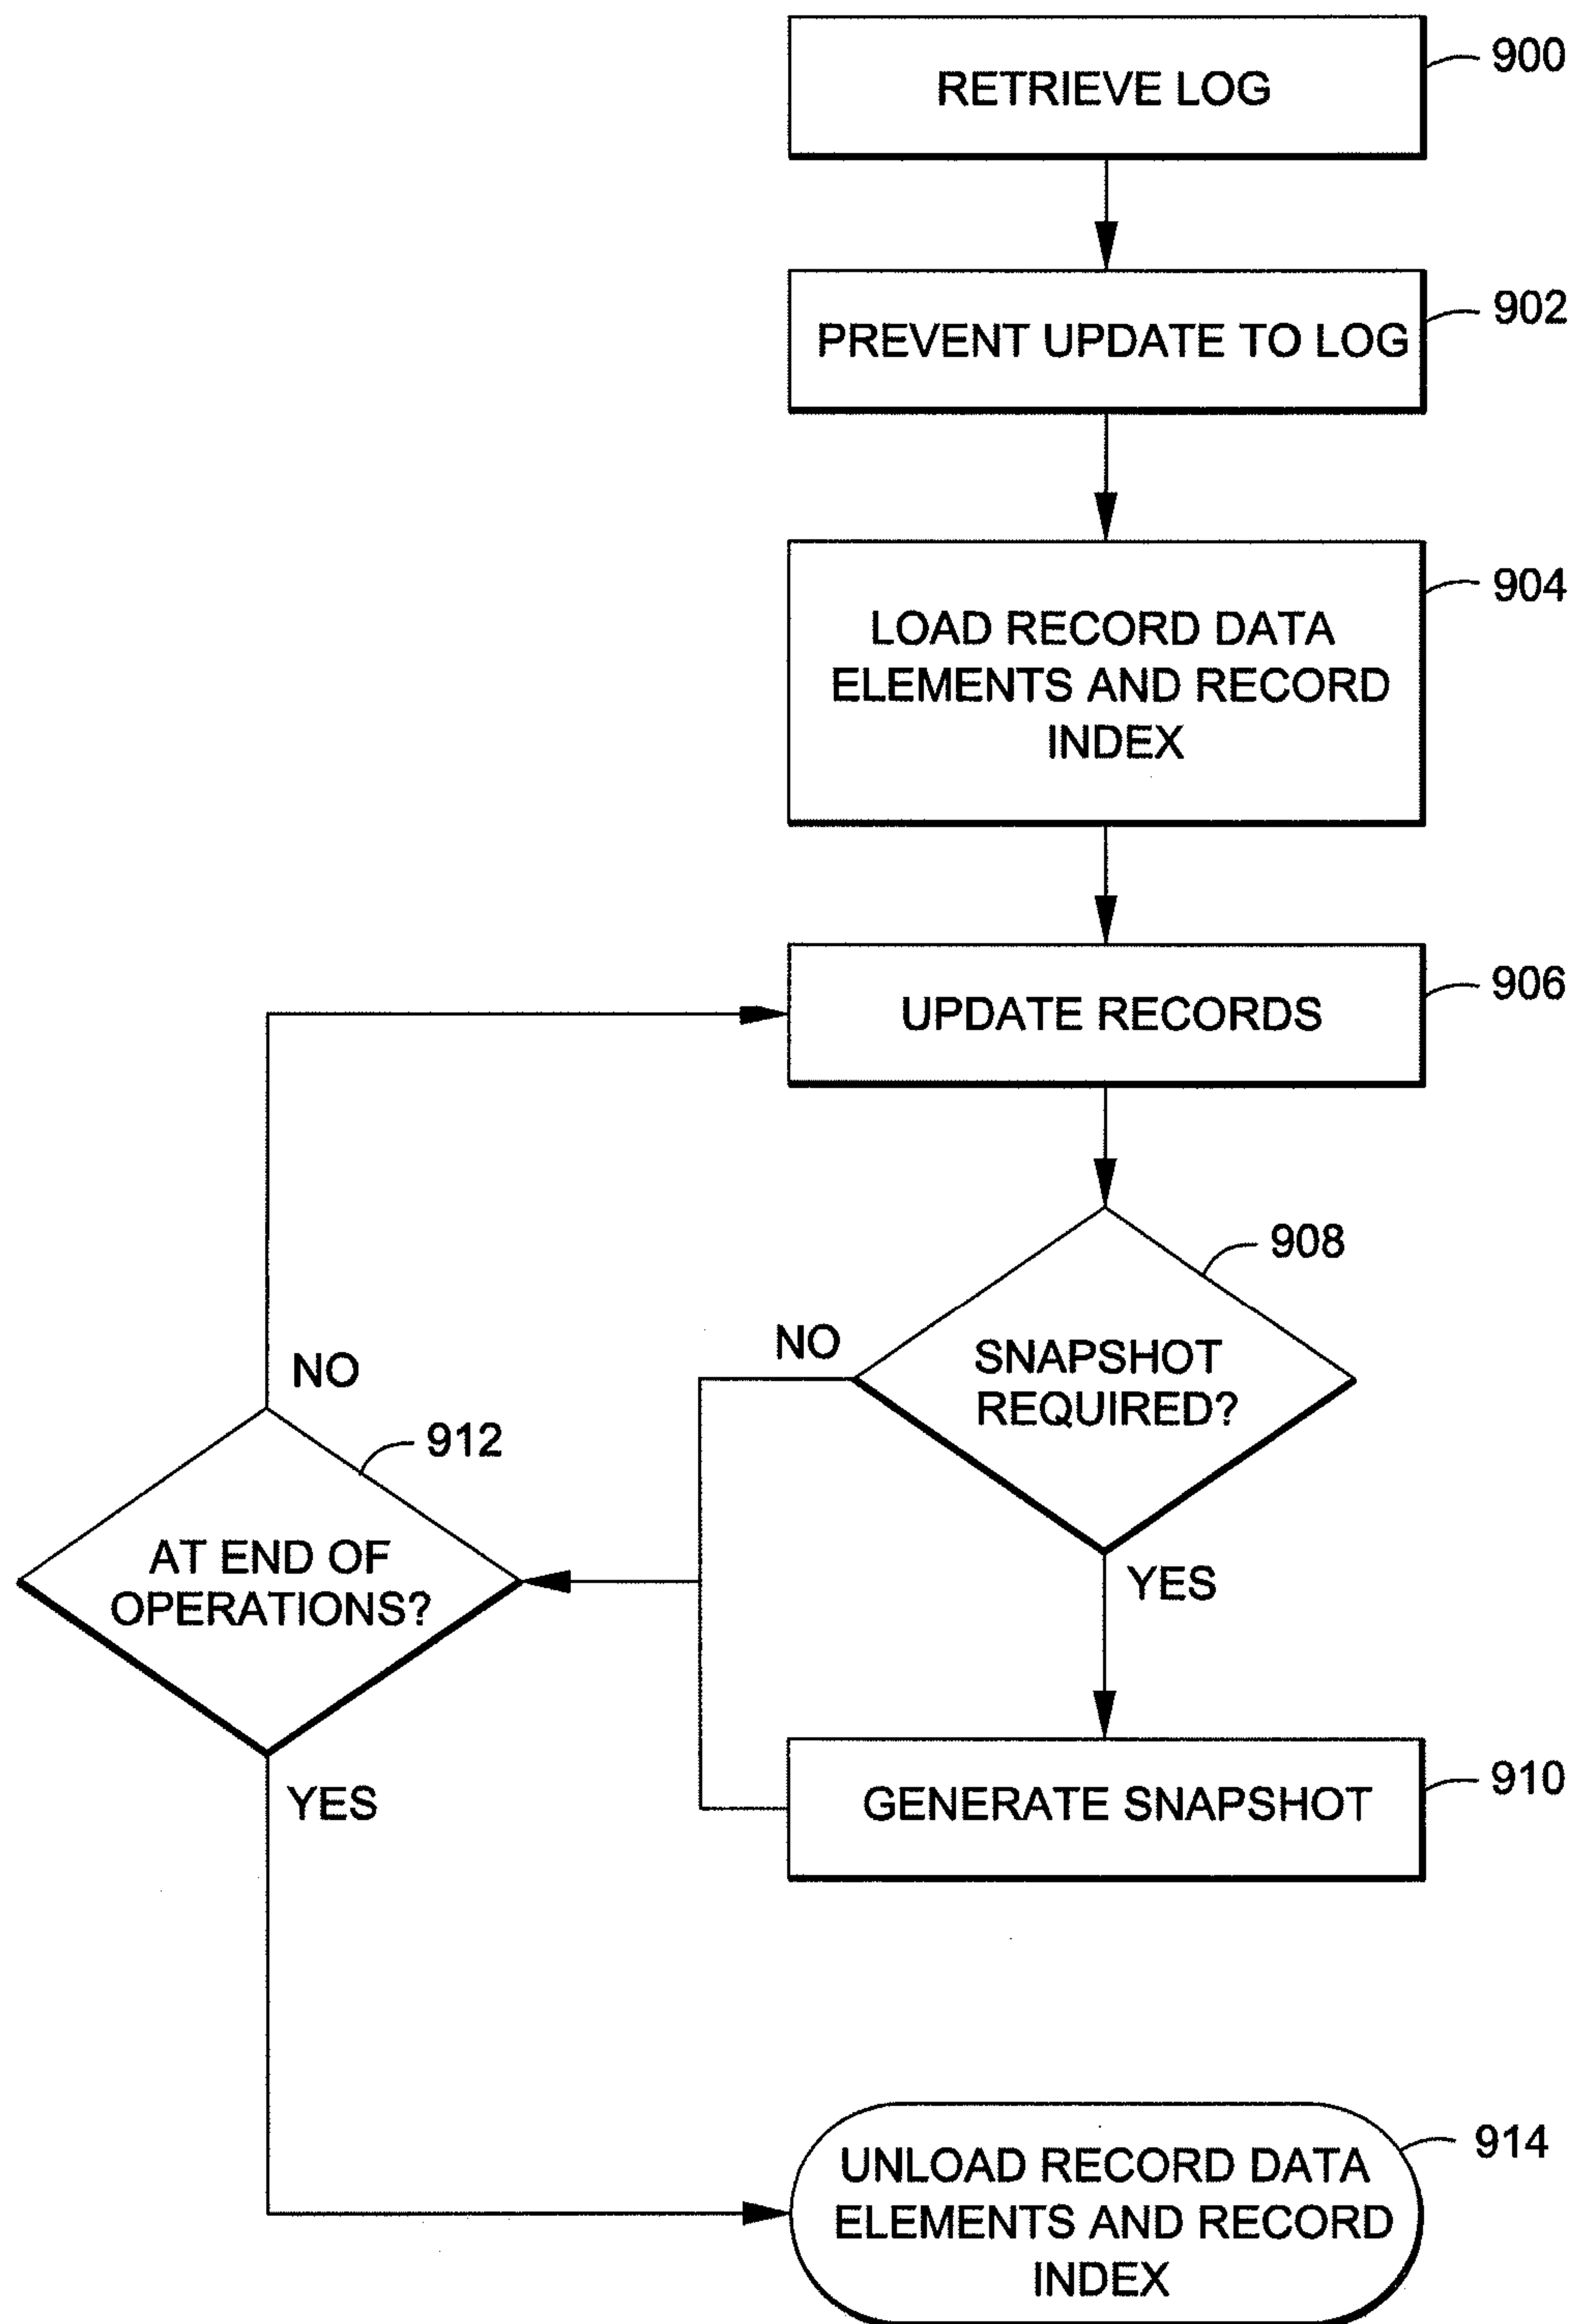 RETRIEVE LOG
900
PREVENT UPDATE TO LOG
902
LOAD RECORD DATA
ELEMENTS AND RECORD
INDEX
904
UPDATE RECORDS
906
SNAPSHOT
REQUIRED?
908
NO
YES
GENERATE SNAPSHOT
910
AT END OF
OPERATIONS?
912
NO
YES
UNLOAD RECORD DATA
ELEMENTS AND RECORD
INDEX
914